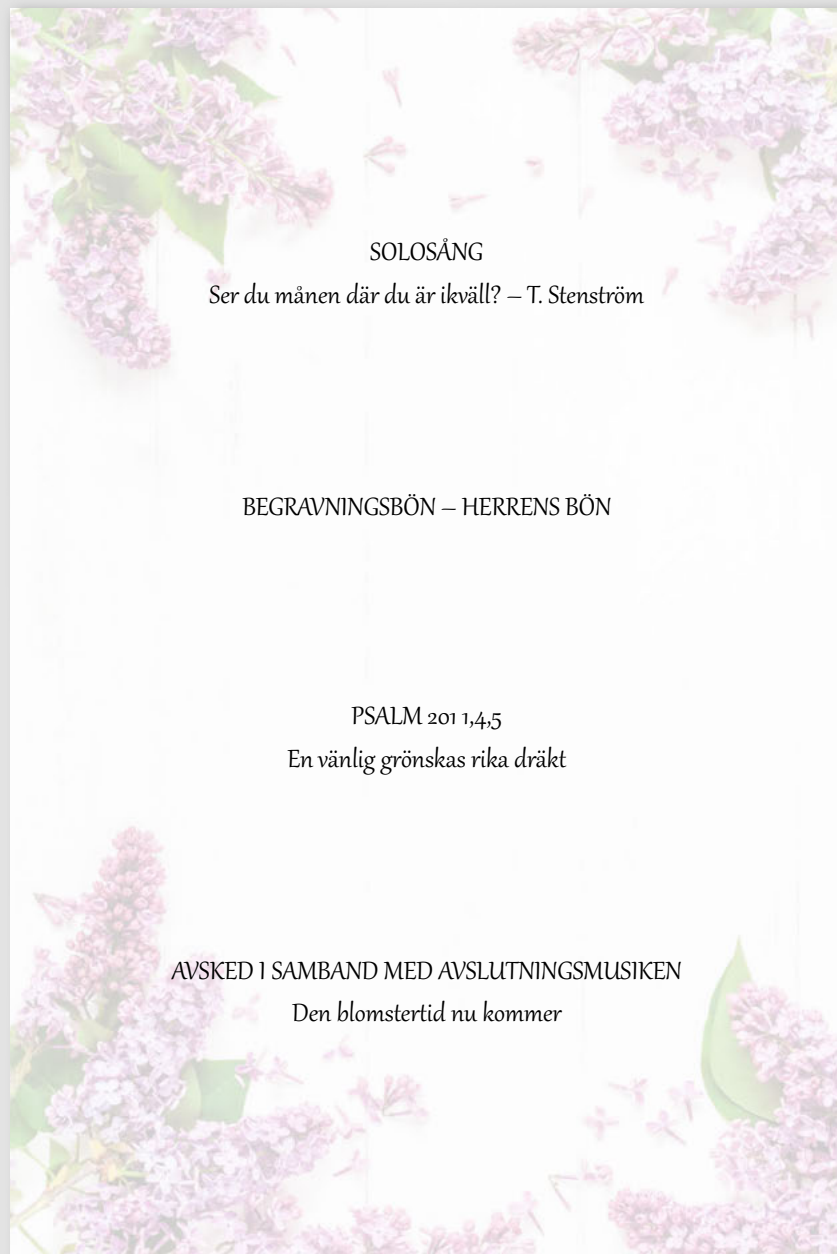 SOLOSÅNG
Ser du månen där du är ikväll? – T. Stenström
BEGRAVNINGSBÖN – HERRENS BÖN
PSALM 201 1,4,5
En vänlig grönskas rika dräkt
AVSKED I SAMBAND MED AVSLUTNINGSMUSIKEN
Den blomstertid nu kommer